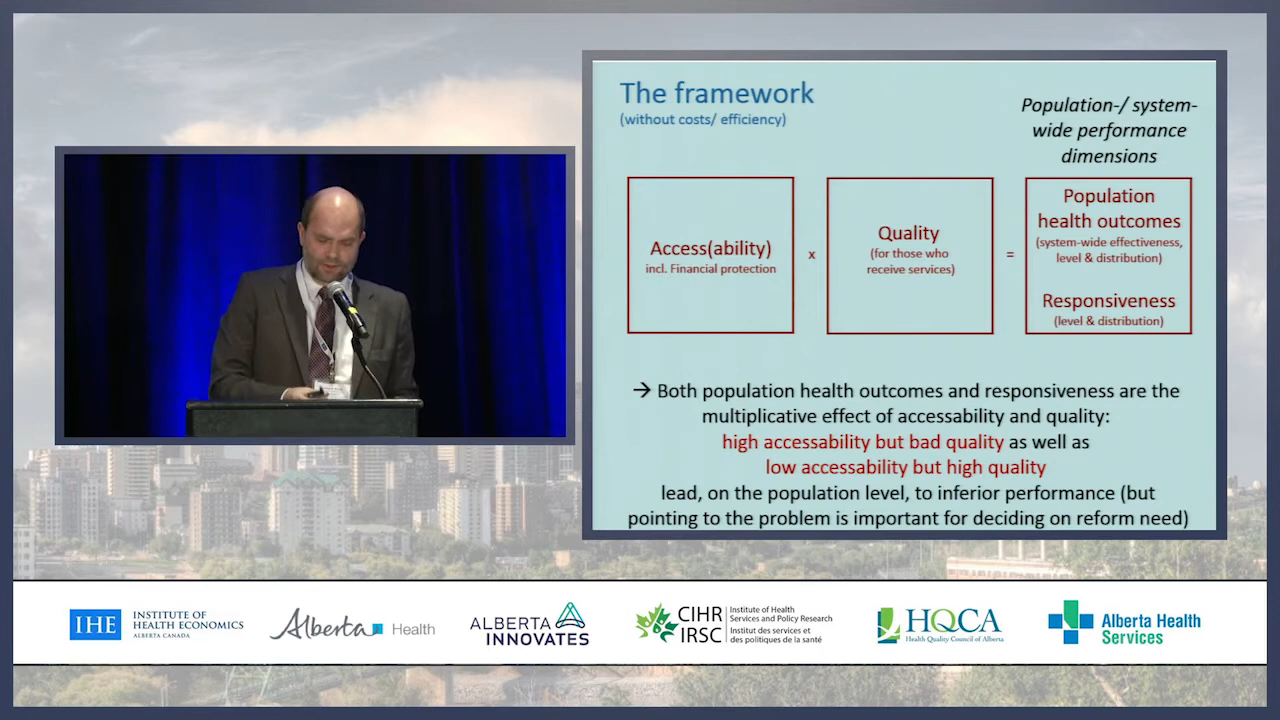 The framework
(without costs/ efficiency)
Population-/ system-
wide performance
dimensions
Access(ability)
incl. Financial protection
x
Quality
(for those who
receive services)
=
Population
health outcomes
(system-wide effectiveness,
level & distribution)
Responsiveness
(level & distribution)
→ Both population health outcomes and responsiveness are the
multiplicative effect of accessability and quality:
high accessability but bad quality as well as
low accessability but high quality
lead, on the population level, to inferior performance (but
pointing to the problem is important for deciding on reform need)
IHE
INSTITUTE OF
HEALTH ECONOMICS
ALBERTA CANADA
Alberta Health
ALBERTA
INNOVATES
CIHR
IRSC
Institute of Health
Services and Policy Research
Institut des services et
des politiques de la santé
HQCA
Health Quality Council of Alberta
Alberta Health
Services